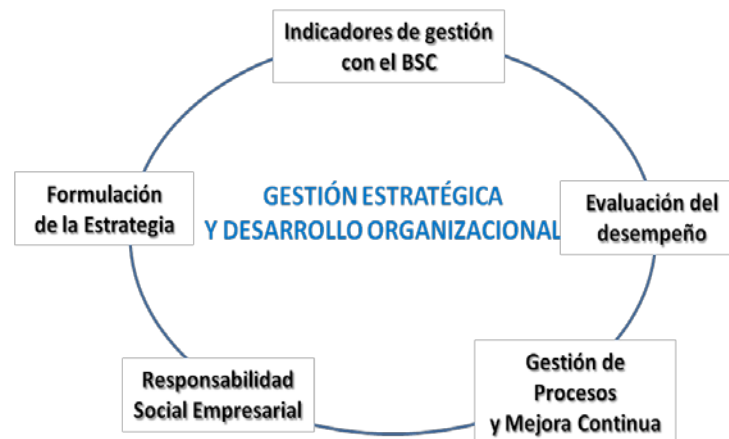 Indicadores de gestión
con el BSC
Formulación
de la Estrategia
GESTIÓN ESTRATÉGICA
Y DESARROLLO ORGANIZACIONAL
Evaluación del
desempeño
Responsabilidad
Social Empresarial
Gestión de
Procesos
y Mejora Continua